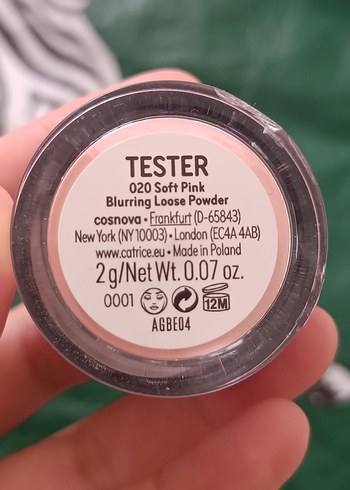 TESTER
020 Soft Pink
Blurring Loose Powder
cosnova • Frankfurt (D-65843)
New York (NY 10003) • London (EC4A 4AB)
www.catrice.eu • Made in Poland
2 g/Net Wt. 0.07 oz.
0001 12M
AGBE04